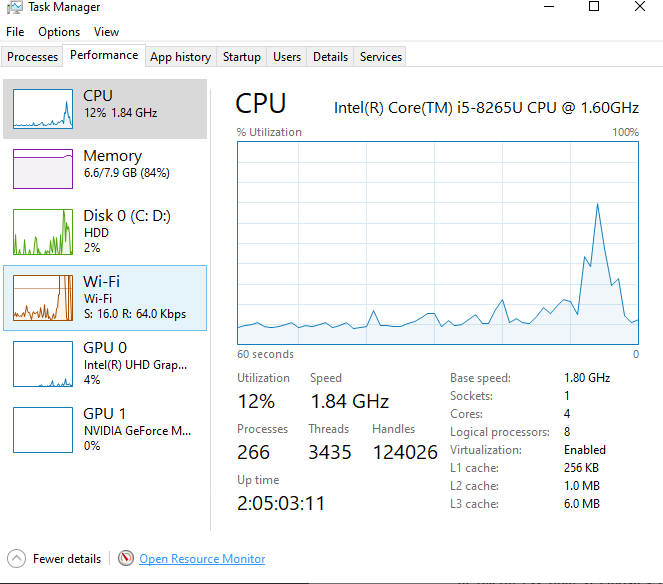 Task Manager
File Options View
Processes Performance App history Startup Users Details Services
CPU
12% 1.84 GHz
Memory
6.6/7.9 GB (84%)
Disk 0 (C: D:)
HDD
2%
Wi-Fi
Wi-Fi
S: 16.0 R: 64.0 Kbps
GPU 0
Intel(R) UHD Grap...
4%
GPU 1
NVIDIA GeForce M...
0%
CPU Intel(R) Core(TM) i5-8265U CPU @ 1.60GHz
% Utilization 100%
60 seconds 0
Utilization Speed
12% 1.84 GHz
Processes Threads Handles
266 3435 124026
Up time
2:05:03:11
Base speed: 1.80 GHz
Sockets: 1
Cores: 4
Logical processors: 8
Virtualization: Enabled
L1 cache: 256 KB
L2 cache: 1.0 MB
L3 cache: 6.0 MB
Fewer details Open Resource Monitor